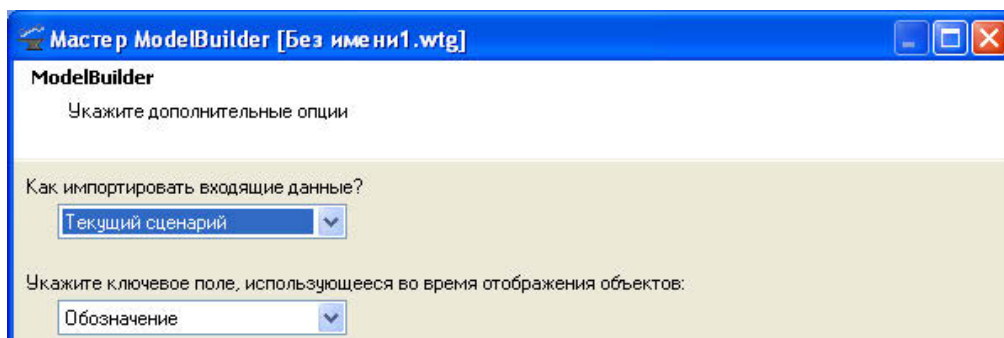 Мастер ModelBuilder [Без имени1.wtg]
ModelBuilder
Укажите дополнительные опции
Как импортировать входящие данные?
Текущий сценарий
Укажите ключевое поле, использующееся во время отображения объектов:
Обозначение